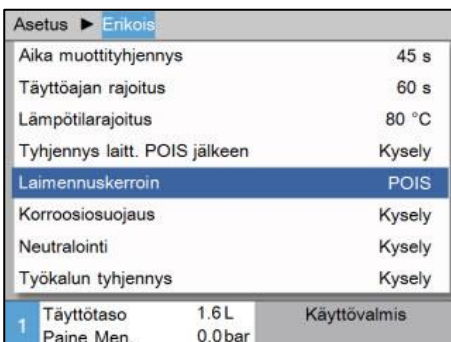 Asetus ► Erikois
Aika muottityhjennys 45 s
Täyttöajan rajoitus 60 s
Lämpötilarajoitus 80 °C
Tyhjennys laitt. POIS jälkeen Kysely
Laimennuskerroin POIS
Korroosiosuojaus Kysely
Neutralointi Kysely
Työkalun tyhjennys Kysely
1 Täyttötaso 1.6 L Käyttövalmis
Paine Men... 0.0 bar